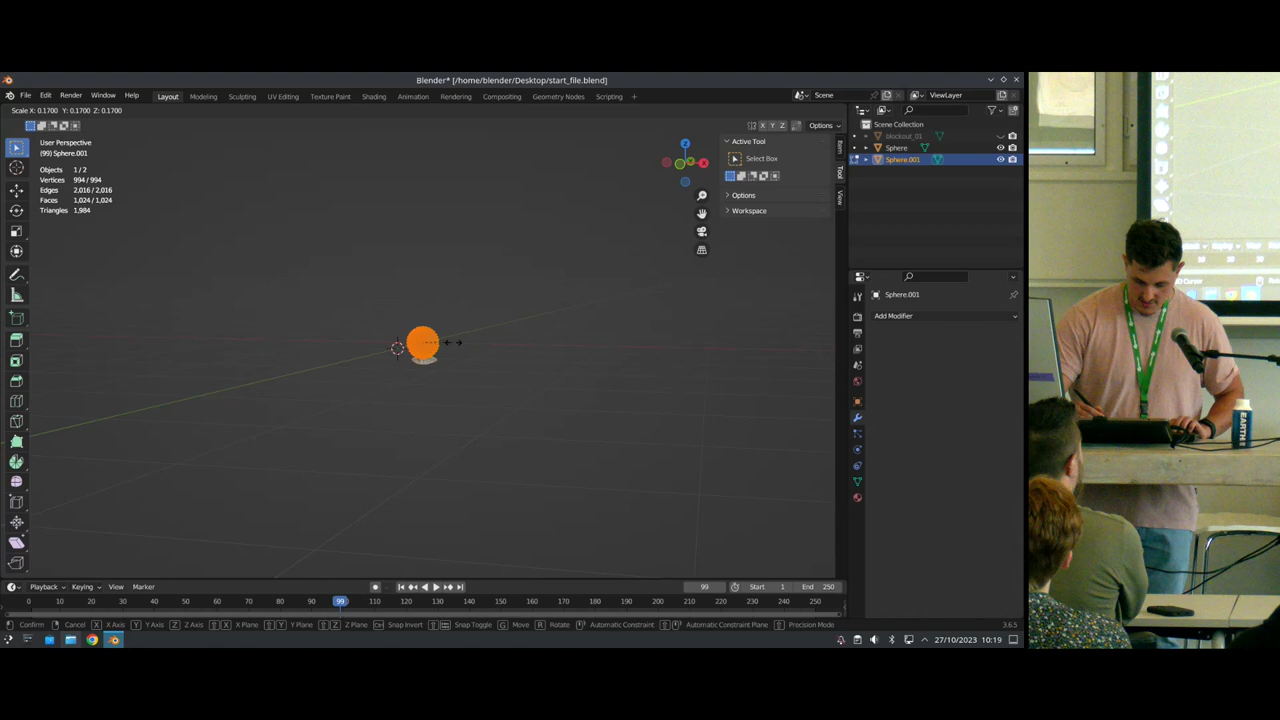 Blender* [/home/blender/Desktop/start_file.blend]
File Edit Render Window Help Layout Modeling Sculpting UV Editing Texture Paint Shading Animation Rendering Compositing Geometry Nodes Scripting + Scene ViewLayer
Scale X: 0.1700 Y: 0.1700 Z: 0.1700
X Y Z Options
User Perspective
(99) Sphere.001
Objects 1/2
Vertices 994 / 994
Edges 2,016 / 2,016
Faces 1,024 / 1,024
Triangles 1,984
Z
X
Y
Active Tool
Select Box
Options
Workspace
Item
Tool
View
Scene Collection
blockout_01
Sphere
Sphere.001
Sphere.001
Add Modifier
Playback Keying View Marker 99 Start 1 End 250
0 10 20 30 40 50 60 70 80 90 99 110 120 130 140 150 160 170 180 190 200 210 220 230 240 250
Confirm Cancel X X Axis Y Y Axis Z Z Axis X X Plane Y Y Plane Z Z Plane Snap Invert Snap Toggle G Move R Rotate Automatic Constraint Automatic Constraint Plane Precision Mode 3.6.5
27/10/2023 10:19
EARTH